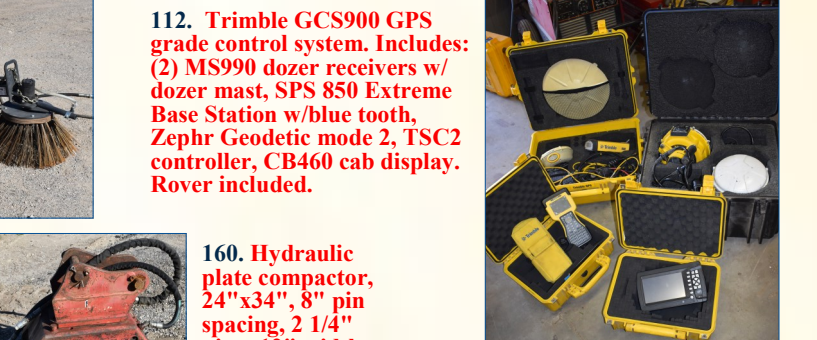 112. Trimble GCS900 GPS
grade control system. Includes:
(2) MS990 dozer receivers w/
dozer mast, SPS 850 Extreme
Base Station w/blue tooth,
Zephr Geodetic mode 2, TSC2
controller, CB460 cab display.
Rover included.
160. Hydraulic
plate compactor,
24"x34", 8" pin
spacing, 2 1/4"